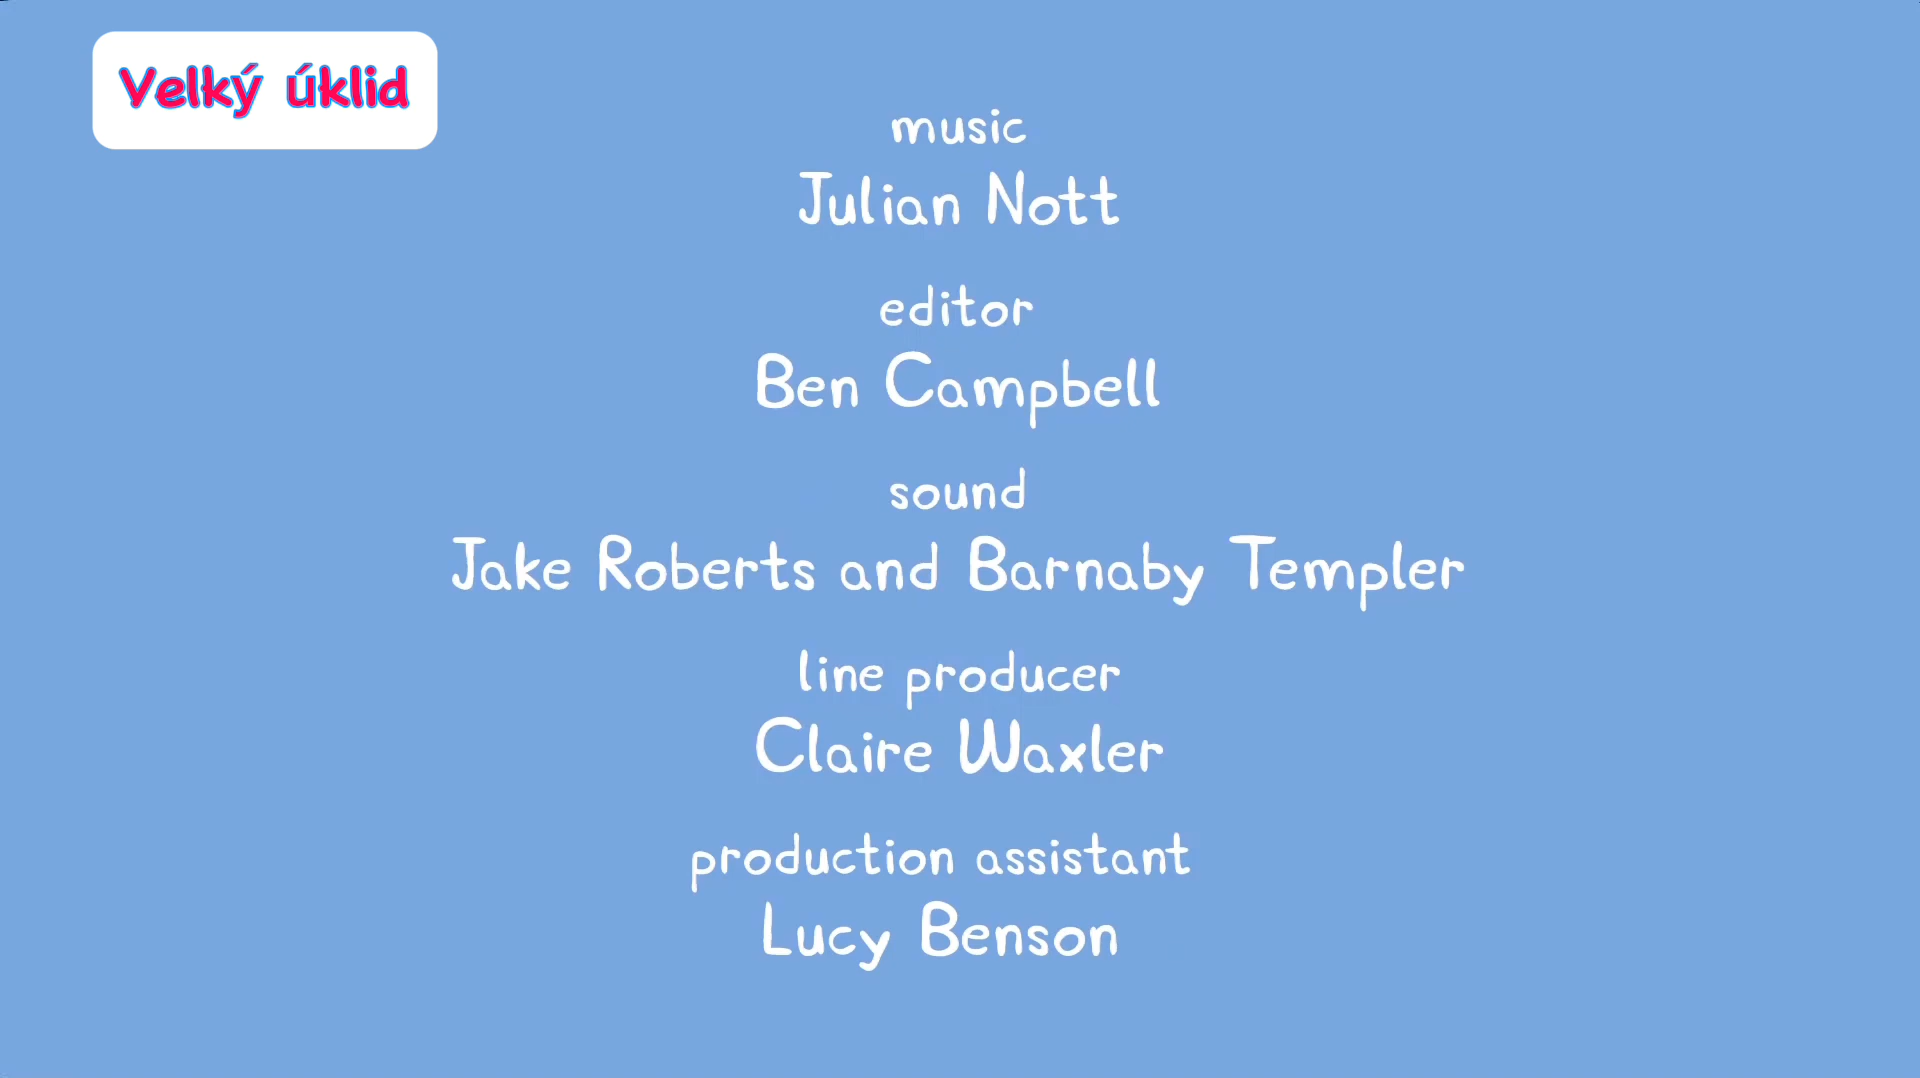 Velký úklid
music
Julian Nott
editor
Ben Campbell
sound
Jake Roberts and Barnaby Templer
line producer
Claire Waxler
production assistant
Lucy Benson